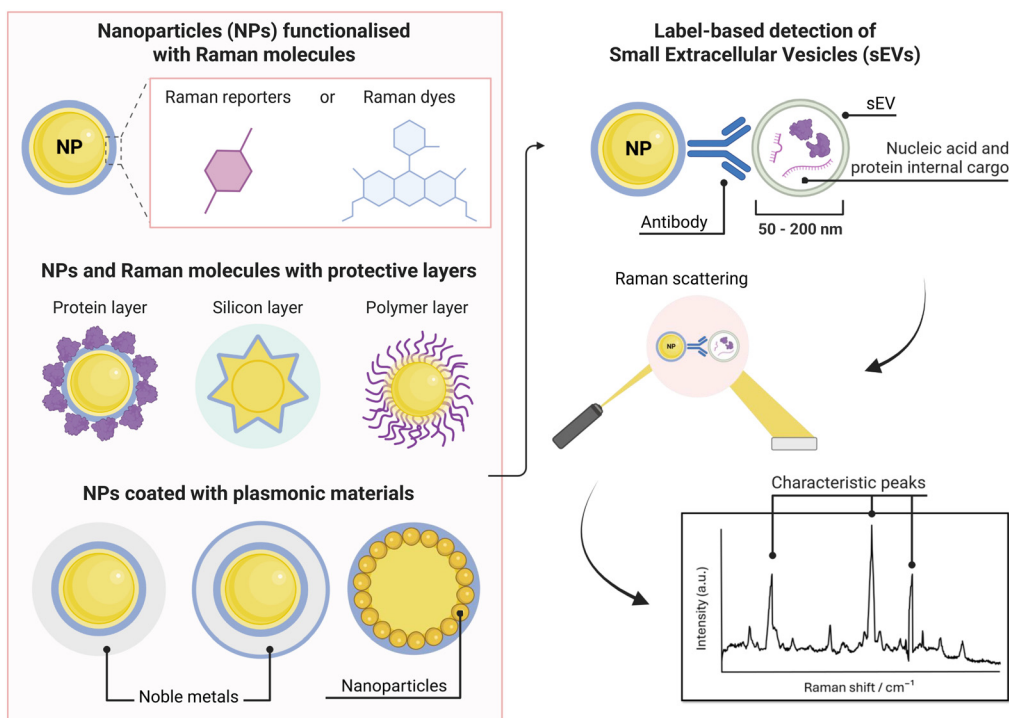 Nanoparticles (NPs) functionalised
with Raman molecules
NP
Raman reporters or Raman dyes
NPs and Raman molecules with protective layers
Protein layer
Silicon layer
Polymer layer
NPs coated with plasmonic materials
Noble metals
Nanoparticles
Label-based detection of
Small Extracellular Vesicles (sEVs)
NP
sEV
Nucleic acid and
protein internal cargo
Antibody
50 - 200 nm
Raman scattering
NP
Characteristic peaks
Intensity (a.u.)
Raman shift / cm⁻¹